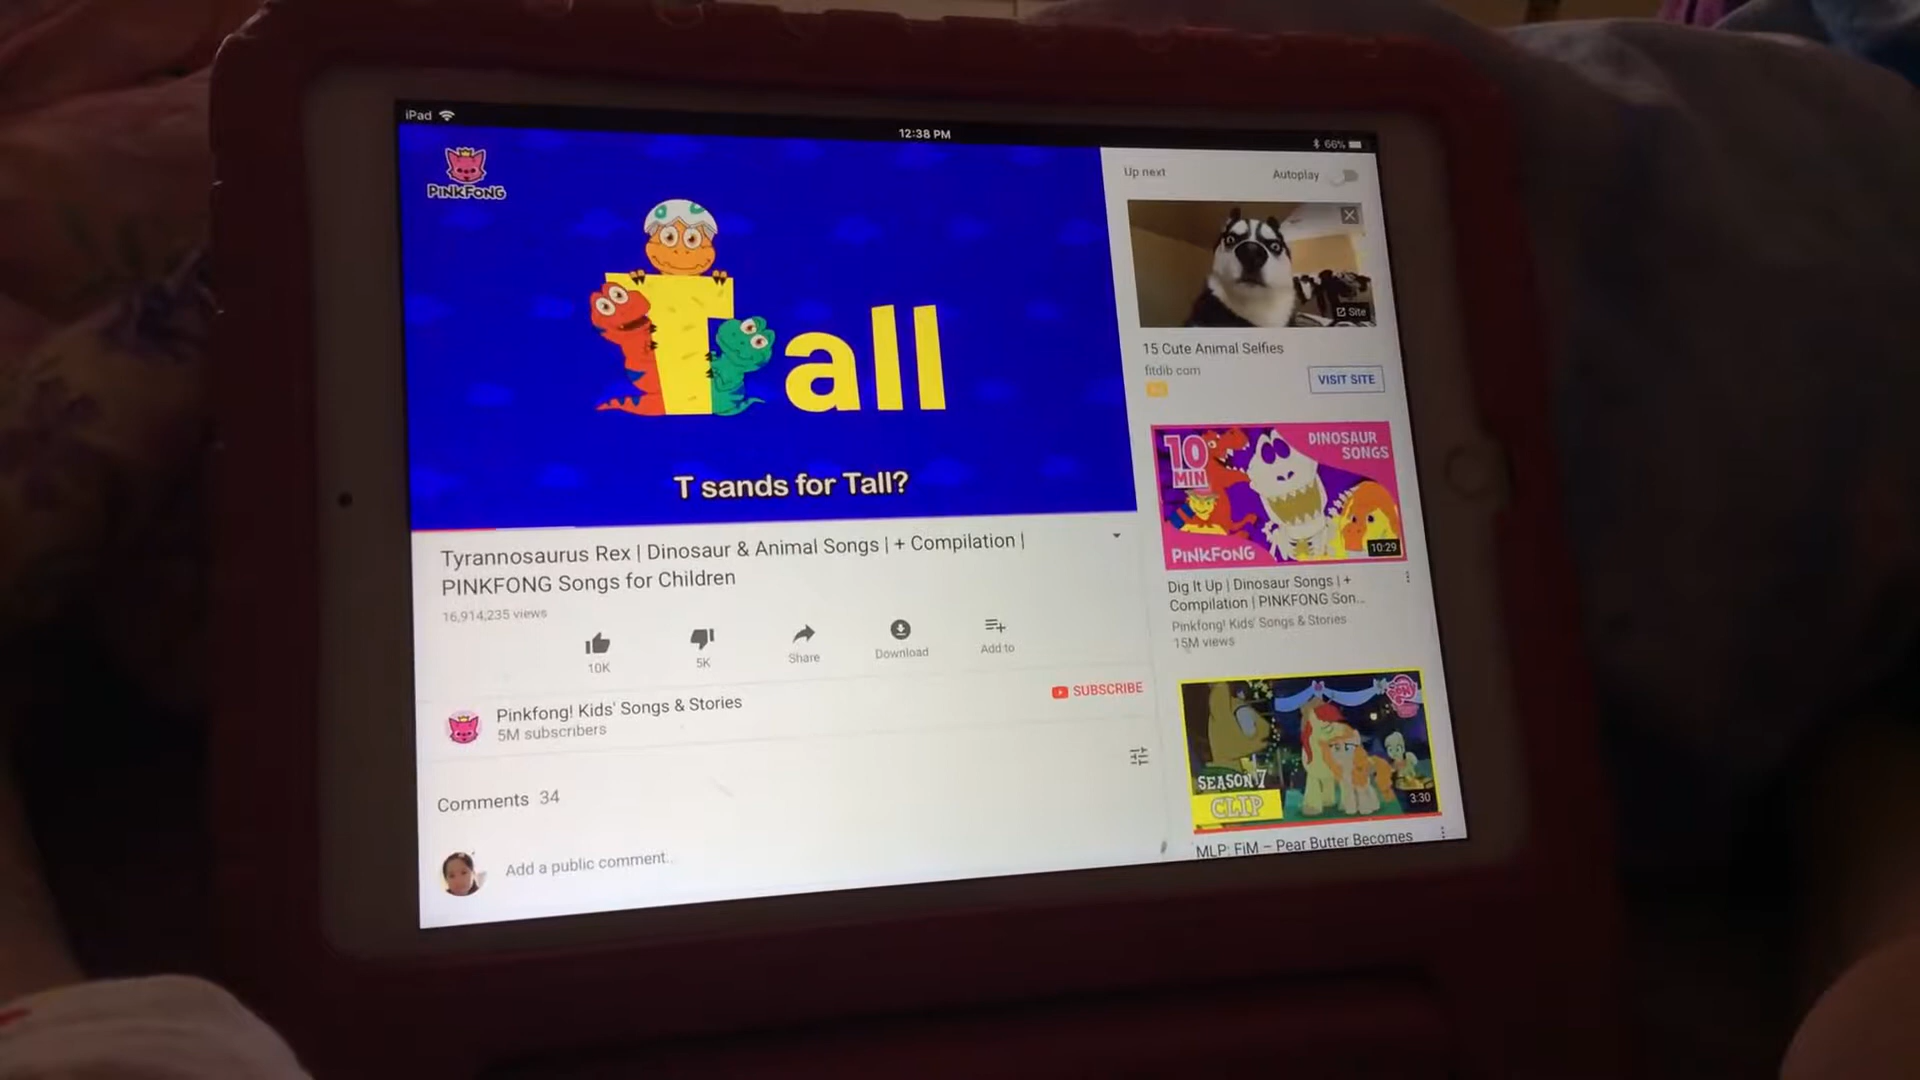 iPad
12:38 PM
66%
PINKFONG
Tall
T sands for Tall?
Tyrannosaurus Rex | Dinosaur & Animal Songs | + Compilation |
PINKFONG Songs for Children
16,914,235 views
10K
5K
Share
Download
Add to
Pinkfong! Kids' Songs & Stories
5M subscribers
SUBSCRIBE
Comments 34
Add a public comment..
Up next
Autoplay
Site
15 Cute Animal Selfies
fitdib com
VISIT SITE
10
MIN
DINOSAUR
SONGS
PINKFONG
10:29
Dig It Up | Dinosaur Songs | +
Compilation | PINKFONG Son...
Pinkfong! Kids' Songs & Stories
15M views
SEASON 7
CLIP
3:30
MLP: FiM – Pear Butter Becomes